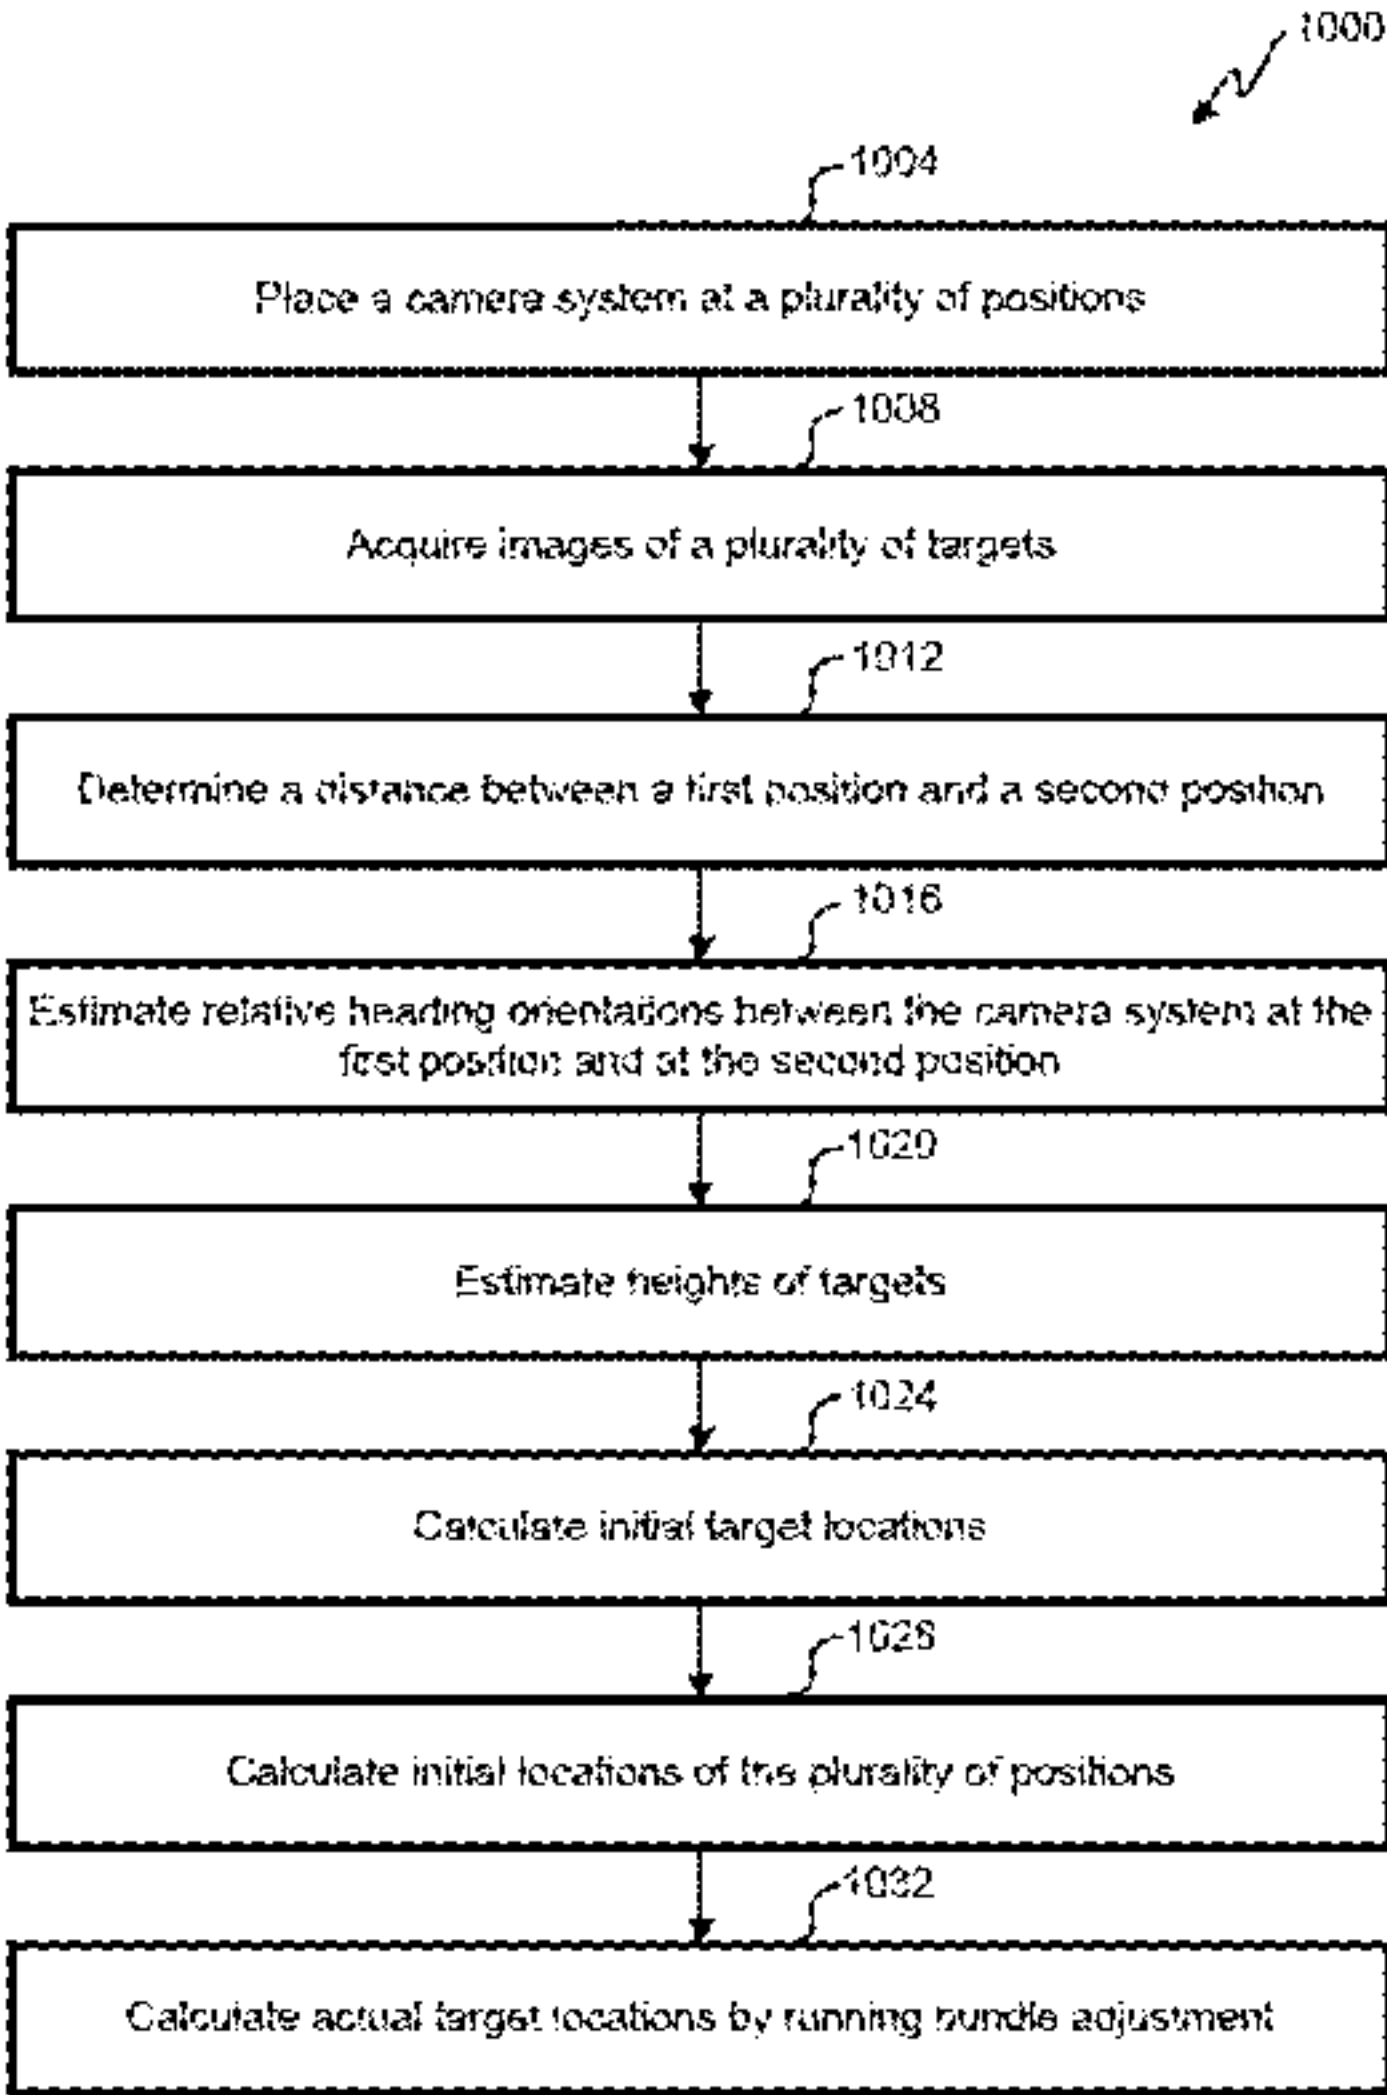 1000
1004
Place a camera system at a plurality of positions
1008
Acquire images of a plurality of targets
1012
Determine a distance between a first position and a second position
1016
Estimate relative heading orientations between the camera system at the
first position and at the second position
1020
Estimate heights of targets
1024
Calculate initial target locations
1028
Calculate initial locations of the plurality of positions
1032
Calculate actual target locations by running bundle adjustment